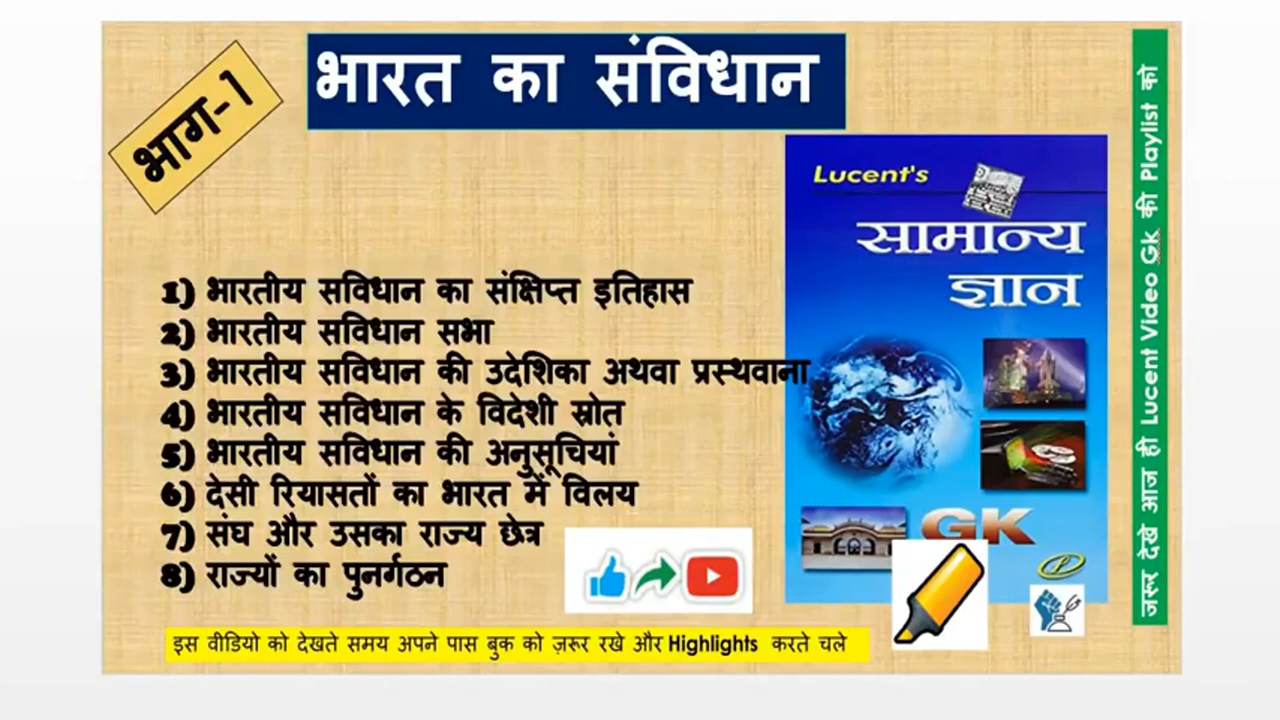 भाग-1
भारत का संविधान
Lucent's
सामान्य
ज्ञान
1) भारतीय सविधान का संक्षिप्त इतिहास
2) भारतीय सविधान सभा
3) भारतीय सविधान की उदेशिका अथवा प्रस्थवाना
4) भारतीय सविधान के विदेशी स्रोत
5) भारतीय सविधान की अनुसूचियां
6) देसी रियासतों का भारत में विलय
7) संघ और उसका राज्य छेत्र
8) राज्यों का पुनर्गठन
GK
इस वीडियो को देखते समय अपने पास बुक को ज़रूर रखे और Highlights करते चले
जरूर देखे आज ही Lucent Video Gk की Playlist को